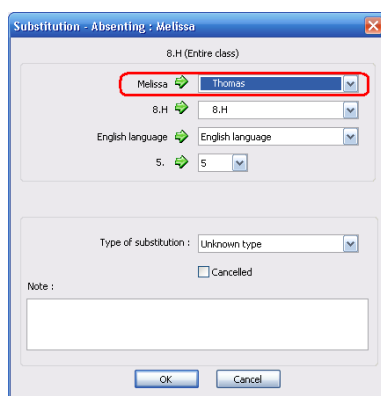 Substitution - Absenting : Melissa
8.H (Entire class)
Melissa Thomas
8.H 8.H
English language English language
5. 5
Type of substitution : Unknown type
Cancelled
Note :
OK Cancel